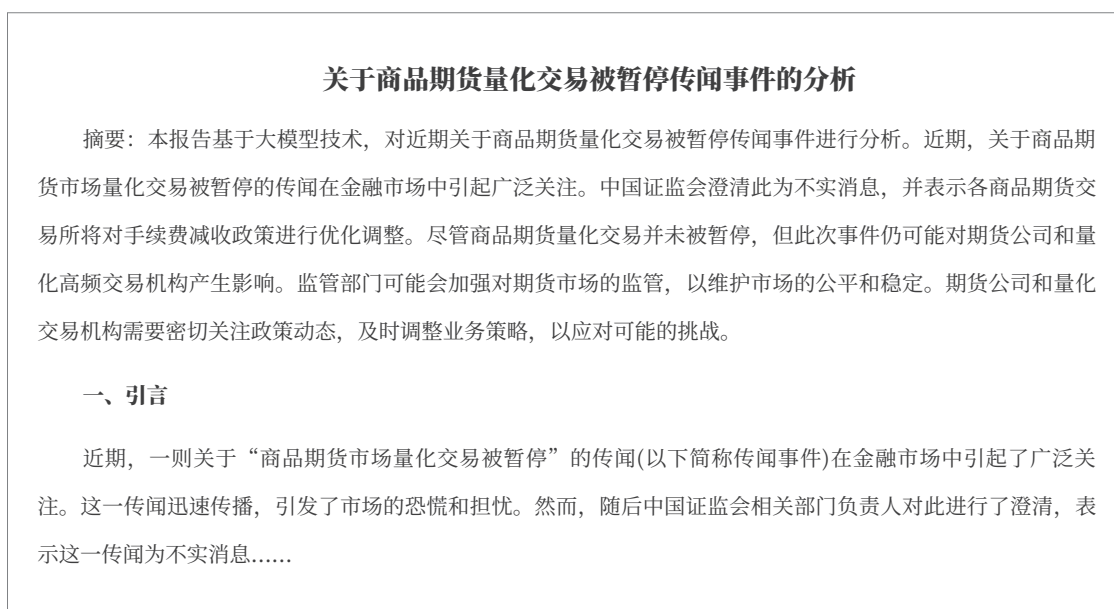 关于商品期货量化交易被暂停传闻事件的分析
摘要：本报告基于大模型技术，对近期关于商品期货量化交易被暂停传闻事件进行分析。近期，关于商品期
货市场量化交易被暂停的传闻在金融市场中引起广泛关注。中国证监会澄清此为不实消息，并表示各商品期货交
易所将对手续费减收政策进行优化调整。尽管商品期货量化交易并未被暂停，但此次事件仍可能对期货公司和量
化高频交易机构产生影响。监管部门可能会加强对期货市场的监管，以维护市场的公平和稳定。期货公司和量化
交易机构需要密切关注政策动态，及时调整业务策略，以应对可能的挑战。
一、引言
近期，一则关于“商品期货市场量化交易被暂停”的传闻(以下简称传闻事件)在金融市场中引起了广泛关
注。这一传闻迅速传播，引发了市场的恐慌和担忧。然而，随后中国证监会相关部门负责人对此进行了澄清，表
示这一传闻为不实消息……